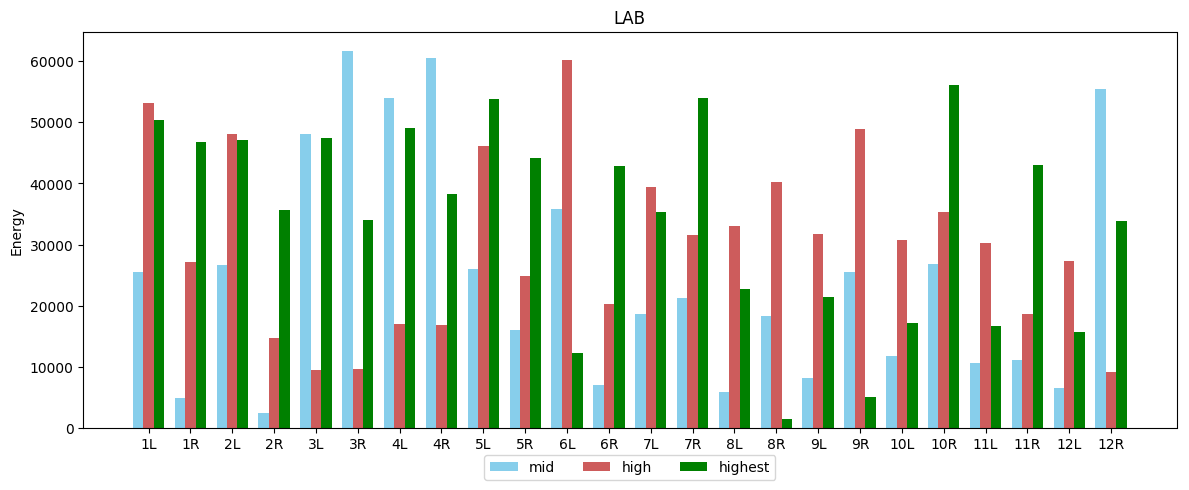 LAB
Energy
60000
50000
40000
30000
20000
10000
0
1L 1R 2L 2R 3L 3R 4L 4R 5L 5R 6L 6R 7L 7R 8L 8R 9L 9R 10L 10R 11L 11R 12L 12R
mid high highest